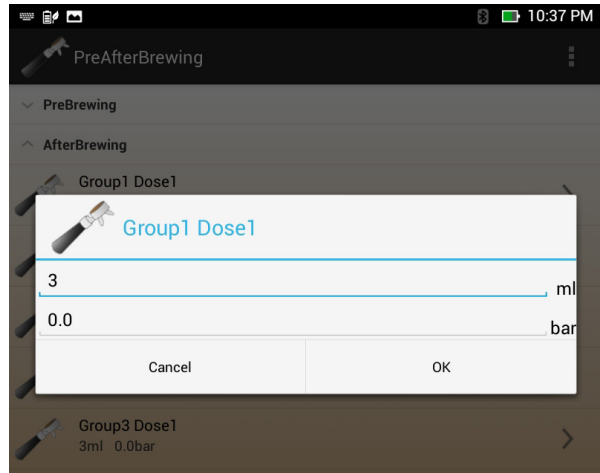 10:37 PM
PreAfterBrewing
PreBrewing
AfterBrewing
Group1 Dose1
Group1 Dose1
3 ml
0.0 bar
Cancel OK
Group3 Dose1
3ml 0.0bar